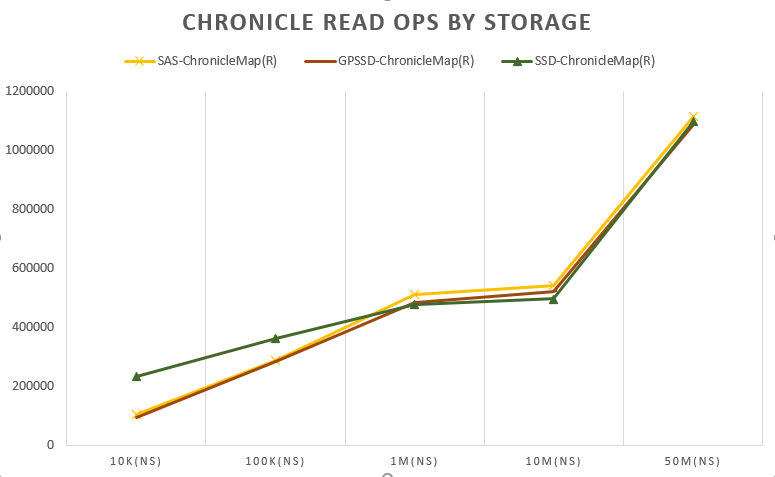 CHRONICLE READ OPS BY STORAGE
SAS-ChronicleMap(R) GPSSD-ChronicleMap(R) SSD-ChronicleMap(R)
1200000
1000000
800000
600000
400000
200000
0
10K(NS) 100K(NS) 1M(NS) 10M(NS) 50M(NS)